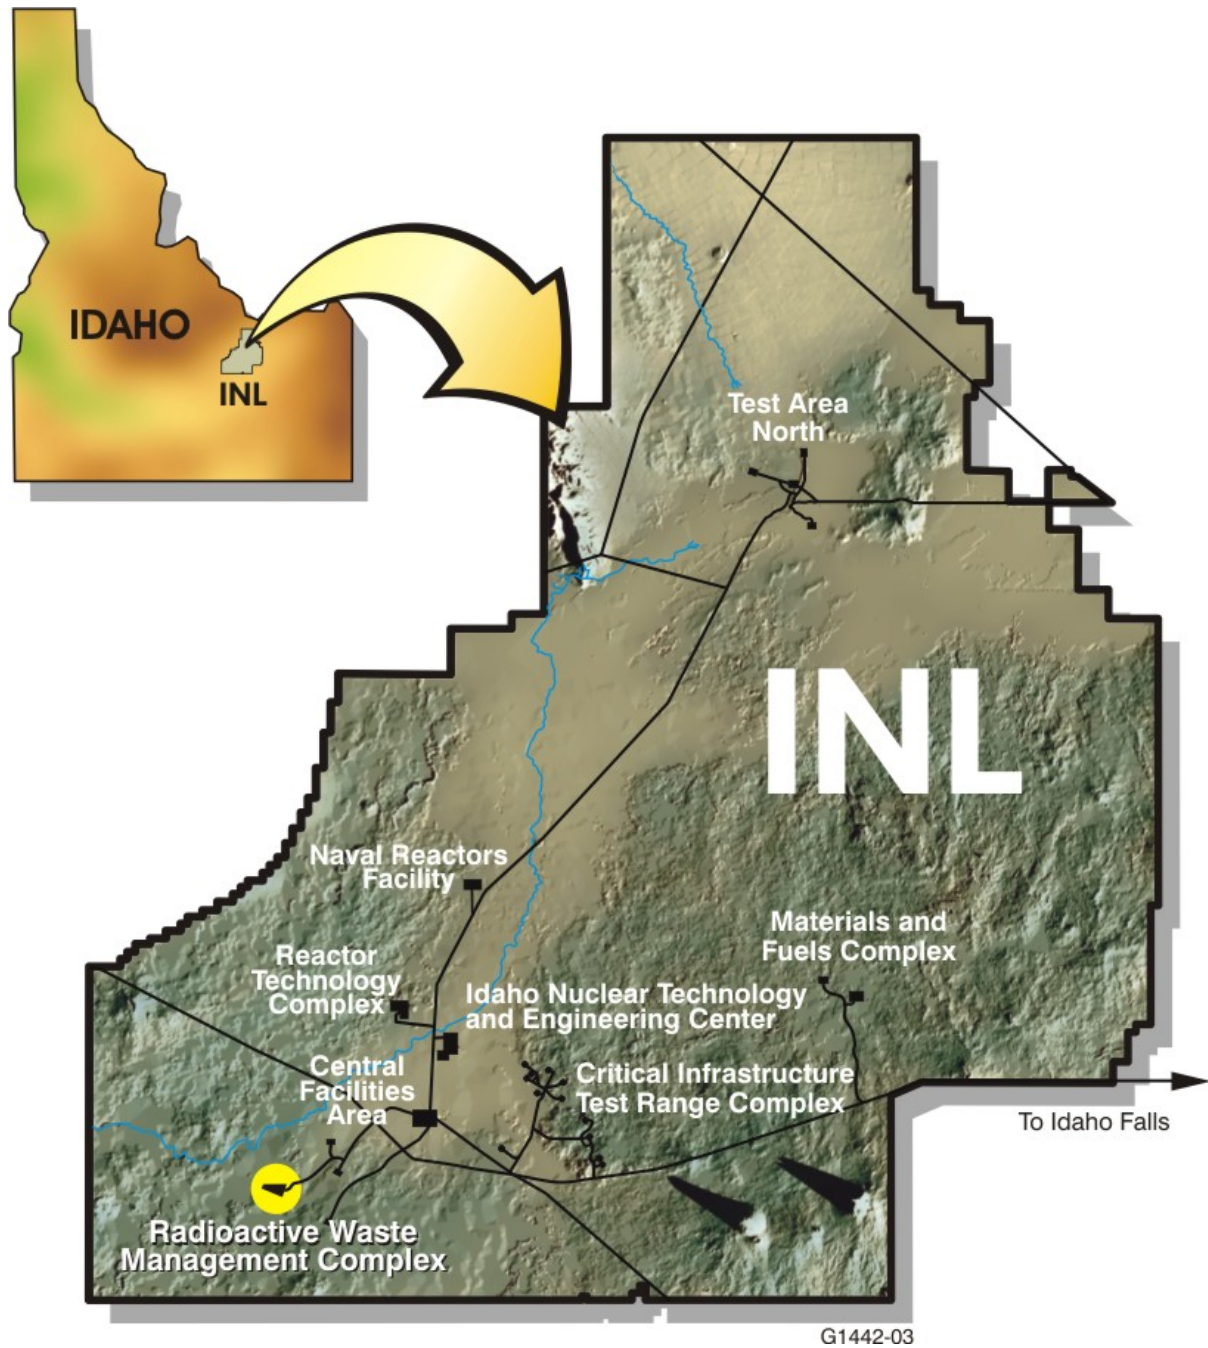 IDAHO
INL
Test Area
North
INL
Naval Reactors
Facility
Materials and
Fuels Complex
Reactor
Technology
Complex
Idaho Nuclear Technology
and Engineering Center
Central
Facilities
Area
Critical Infrastructure
Test Range Complex
To Idaho Falls
Radioactive Waste
Management Complex
G1442-03